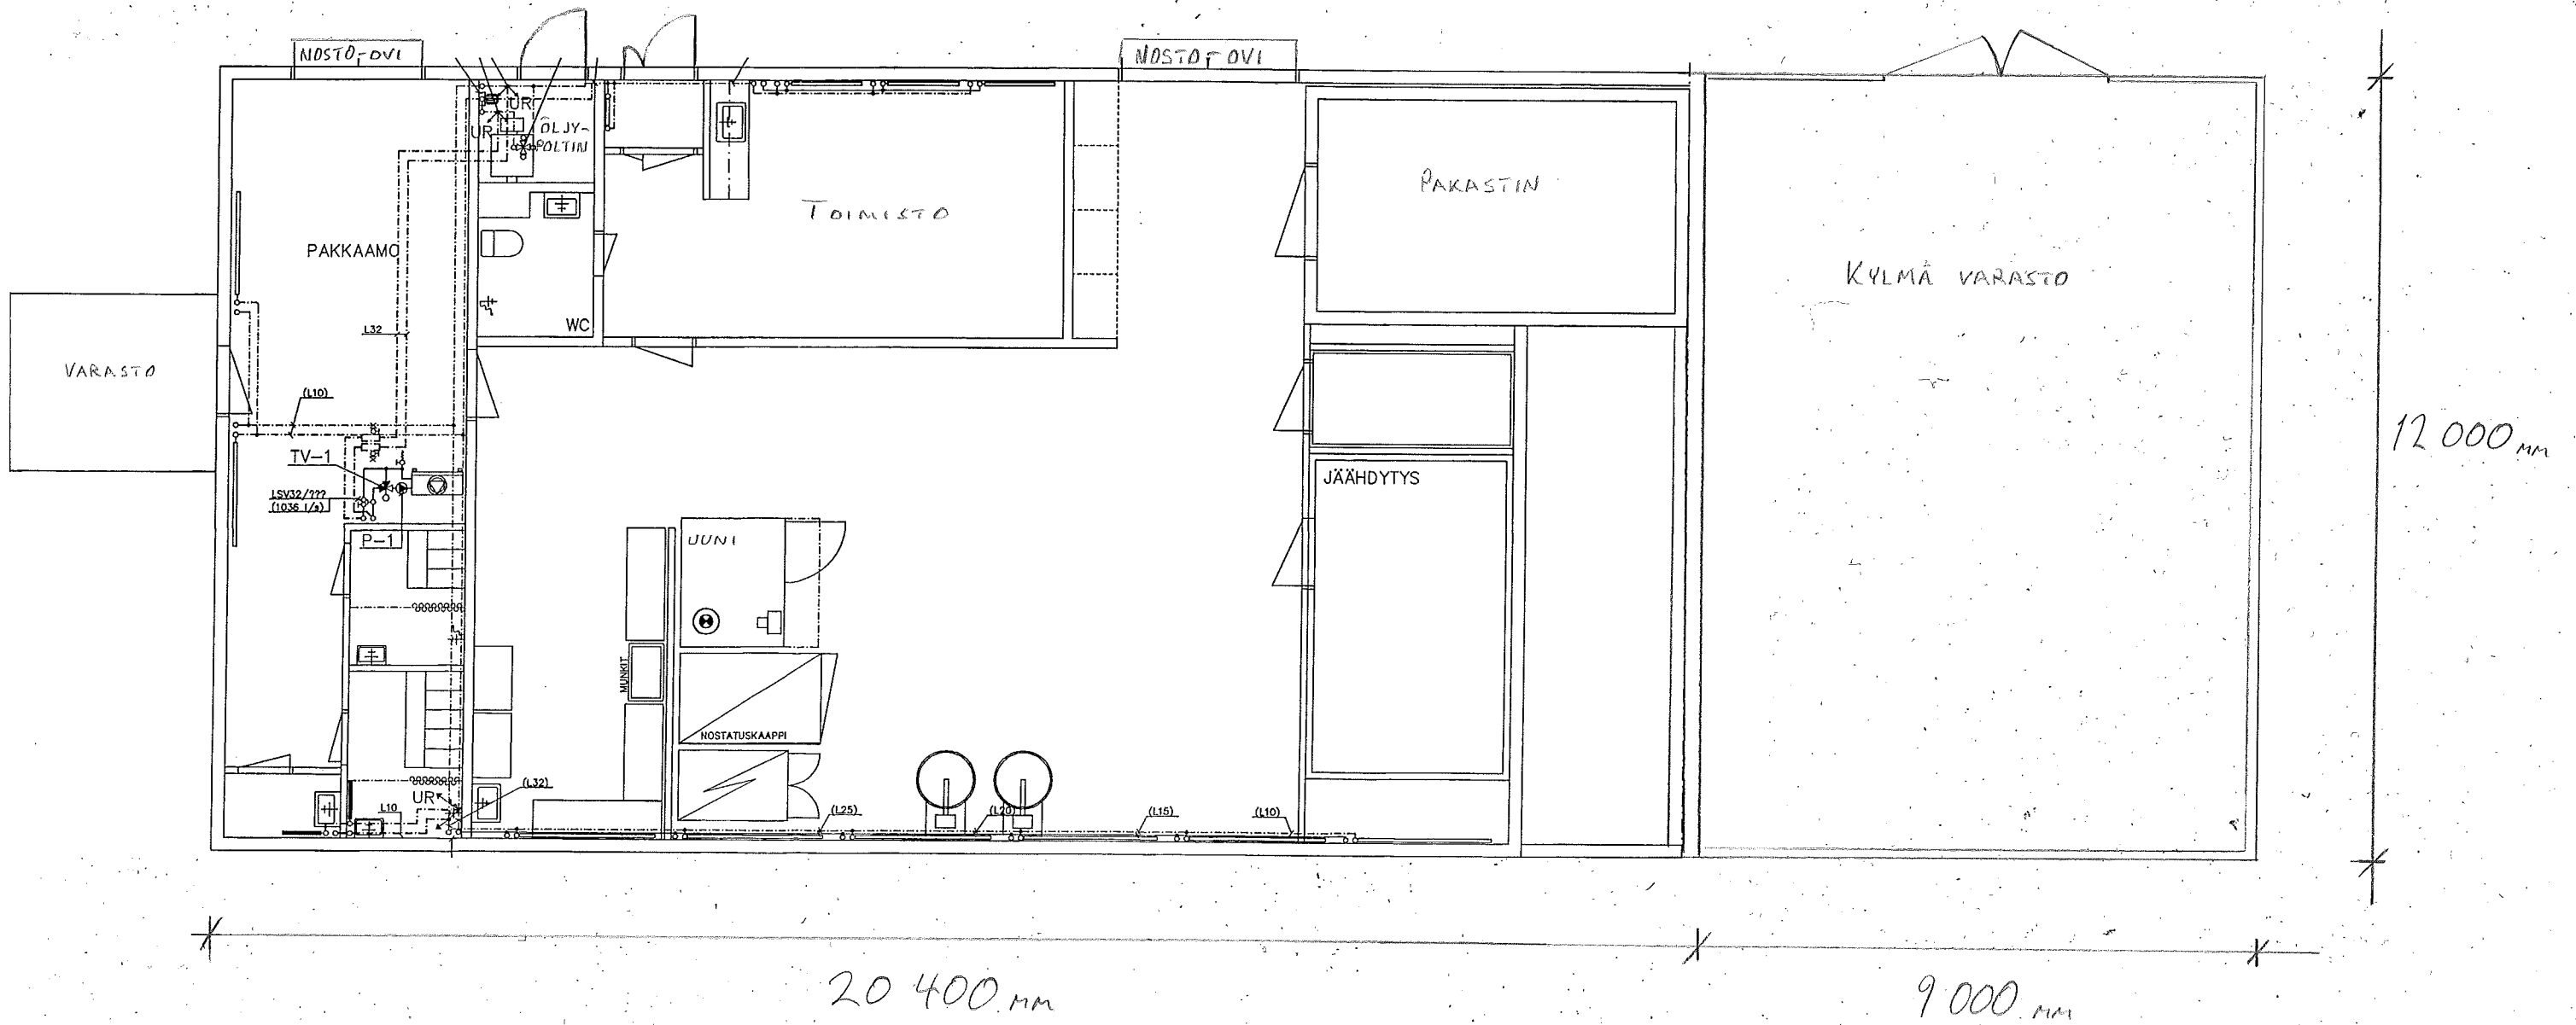 NOSTO-OVI
NOSTO-OVI
UR
UR
ÖLJY-
POLTIN
TOIMISTO
PAKASTIN
PAKKAAMO
KYLMÄ VARASTO
WC
L32
VARASTO
(L10)
12 000 mm
TV-1
JÄÄHDYTYS
LSV32/???
(1036 l/s)
P-1
UUNI
MUNKIT
NOSTATUSKAAPPI
UR
L10
(L32)
(L25)
(L20)
(L15)
(L10)
20 400 mm
9 000 mm